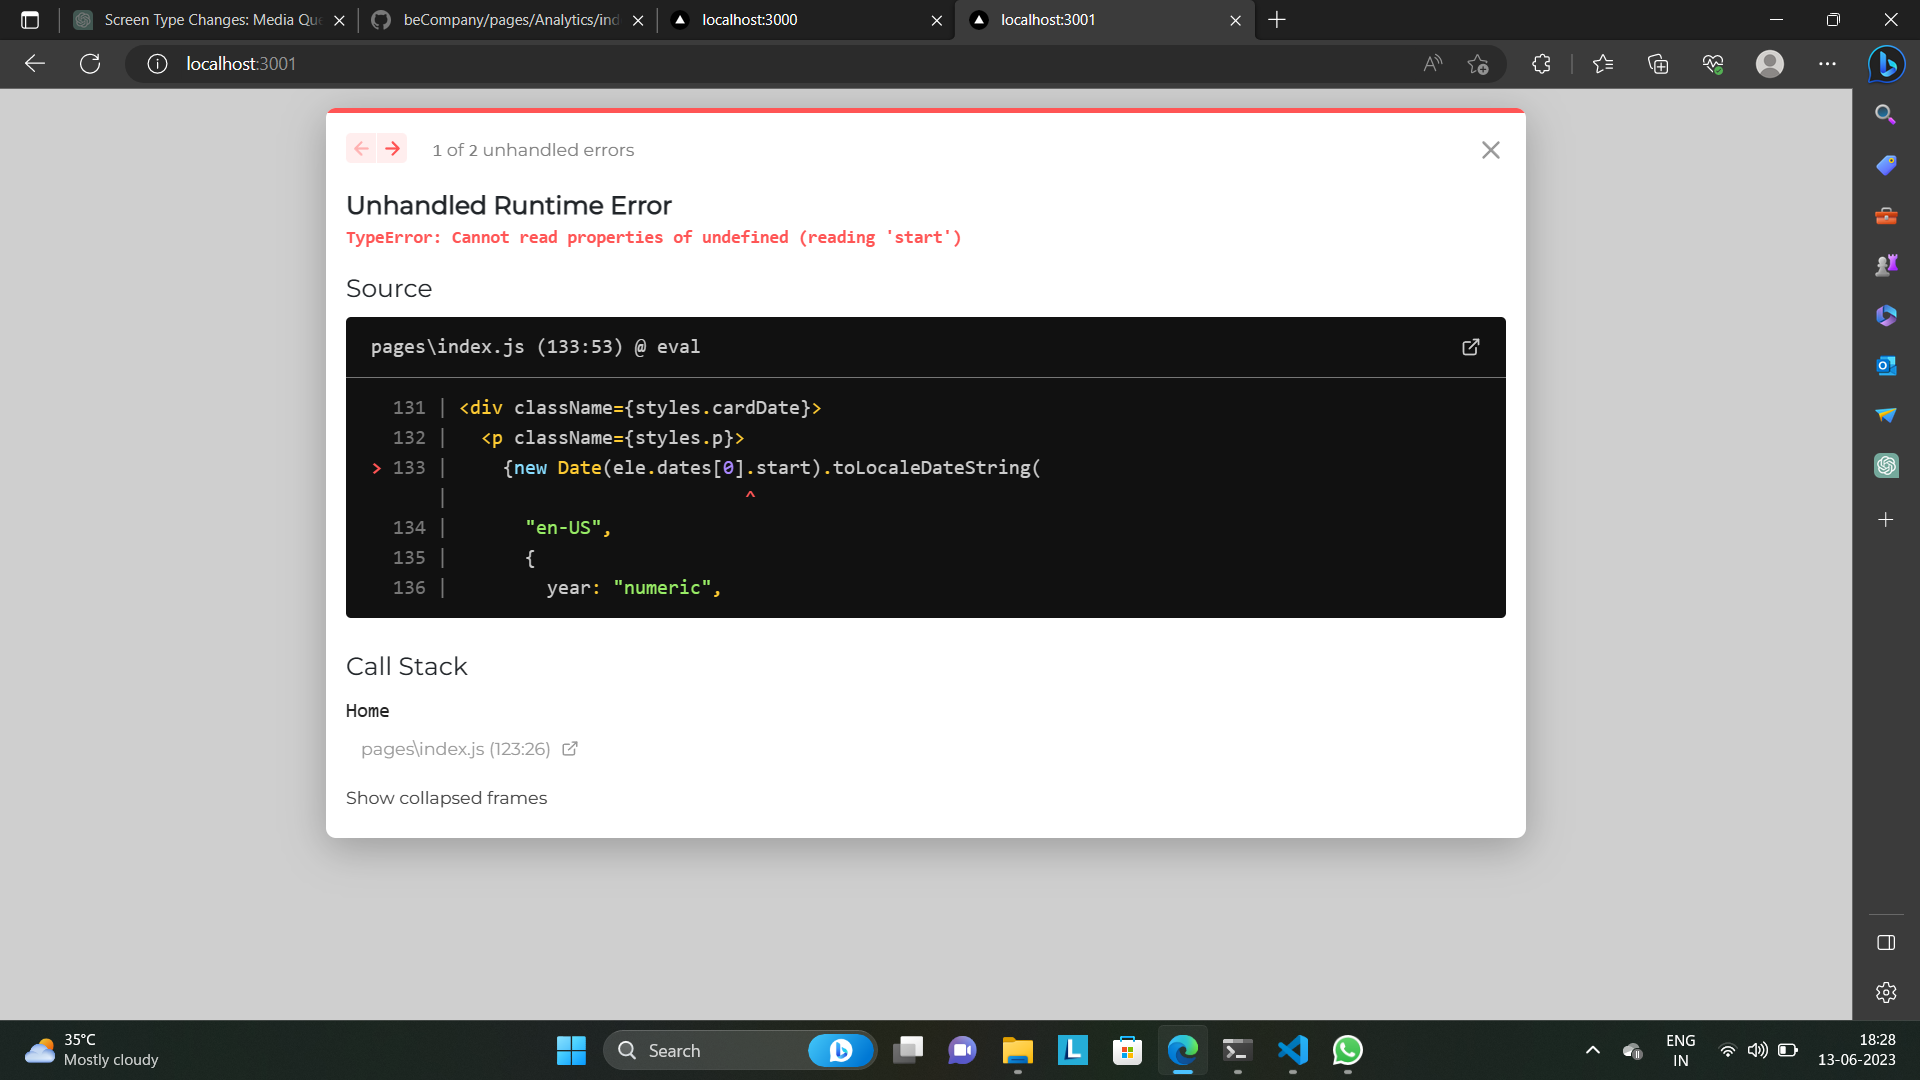 Screen Type Changes: Media Que
beCompany/pages/Analytics/ind
localhost:3000
localhost:3001
localhost:3001
1 of 2 unhandled errors
Unhandled Runtime Error
TypeError: Cannot read properties of undefined (reading 'start')
Source
pages\index.js (133:53) @ eval
131 | <div className={styles.cardDate}>
132 | <p className={styles.p}>
> 133 | {new Date(ele.dates[0].start).toLocaleDateString(
| ^
134 | "en-US",
135 | {
136 | year: "numeric",
Call Stack
Home
pages\index.js (123:26)
Show collapsed frames
35°C
Mostly cloudy
Search
ENG
IN
18:28
13-06-2023